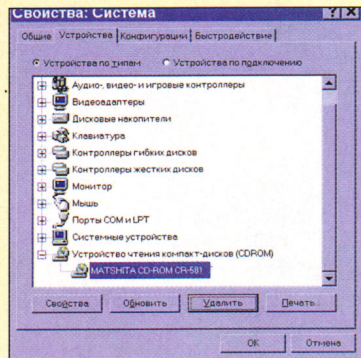 Свойства: Система
Общие Устройства Конфигурации Быстродействие
Устройства по типам Устройства по подключению
Аудио-, видео- и игровые контроллеры
Видеоадаптеры
Дисковые накопители
Клавиатура
Контроллеры гибких дисков
Контроллеры жестких дисков
Монитор
Мышь
Порты COM и LPT
Системные устройства
Устройство чтения компакт-дисков (CDROM)
MATSHITA CD-ROM CR-581
Свойства Обновить Удалить Печать...
OK Отмена